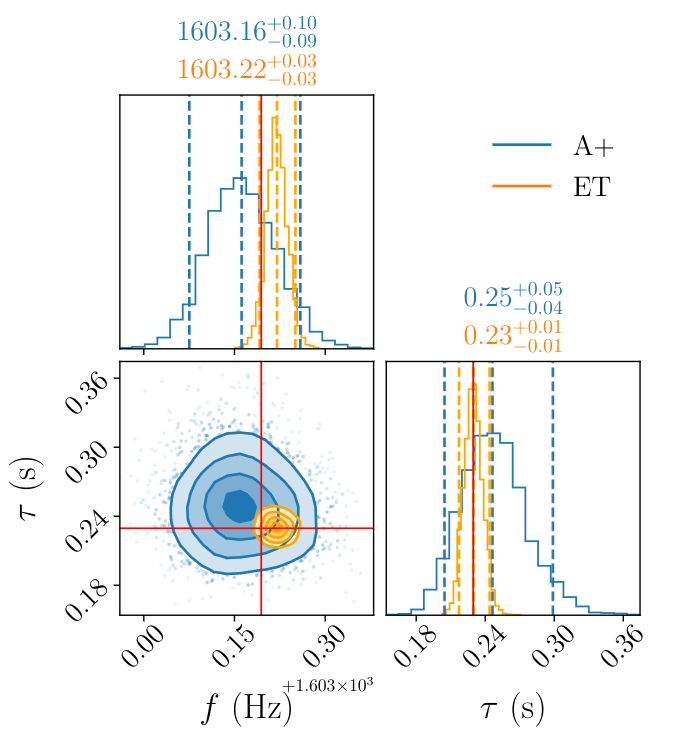 1603.16+0.10−0.09
1603.22+0.03−0.03
A+
ET
0.25+0.05−0.04
0.23+0.01−0.01
0.36
0.30
0.24
0.18
τ (s)
0.00 0.15 0.30
+1.603×10³
f (Hz)
0.18 0.24 0.30 0.36
τ (s)